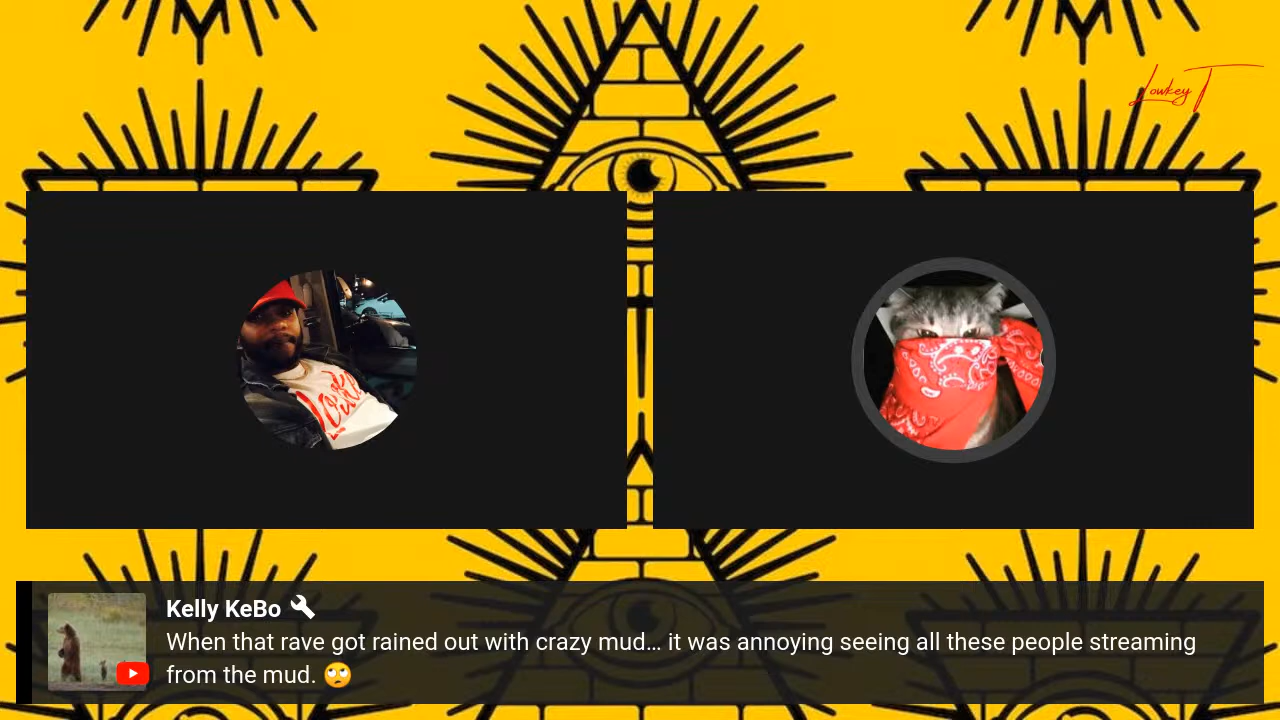 Lowkey T
Kelly KeBo
When that rave got rained out with crazy mud... it was annoying seeing all these people streaming
from the mud. 🙄